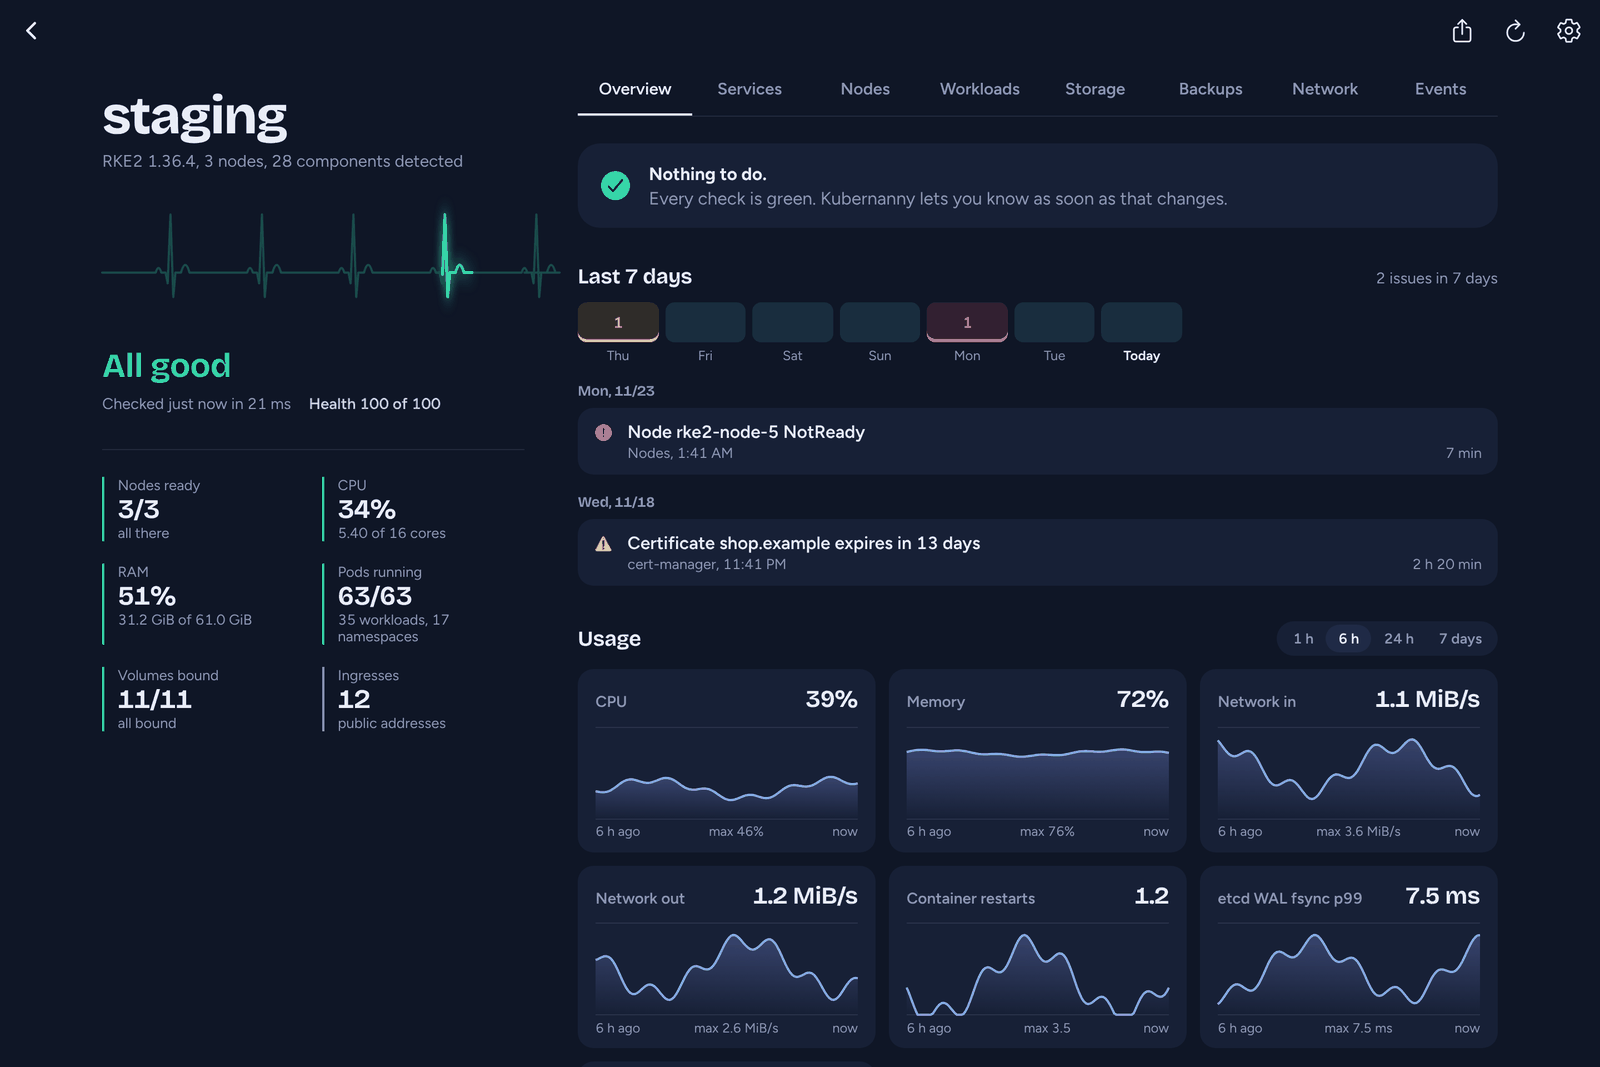 staging
RKE2 1.36.4, 3 nodes, 28 components detected
All good
Checked just now in 21 ms Health 100 of 100
Nodes ready
3/3
all there
CPU
34%
5.40 of 16 cores
RAM
51%
31.2 GiB of 61.0 GiB
Pods running
63/63
35 workloads, 17
namespaces
Volumes bound
11/11
all bound
Ingresses
12
public addresses
Overview Services Nodes Workloads Storage Backups Network Events
Nothing to do.
Every check is green. Kubernanny lets you know as soon as that changes.
Last 7 days
2 issues in 7 days
1 1
Thu Fri Sat Sun Mon Tue Today
Mon, 11/23
Node rke2-node-5 NotReady
Nodes, 1:41 AM
7 min
Wed, 11/18
Certificate shop.example expires in 13 days
cert-manager, 11:41 PM
2 h 20 min
Usage
1 h 6 h 24 h 7 days
CPU 39%
6 h ago max 46% now
Memory 72%
6 h ago max 76% now
Network in 1.1 MiB/s
6 h ago max 3.6 MiB/s now
Network out 1.2 MiB/s
6 h ago max 2.6 MiB/s now
Container restarts 1.2
6 h ago max 3.5 now
etcd WAL fsync p99 7.5 ms
6 h ago max 7.5 ms now